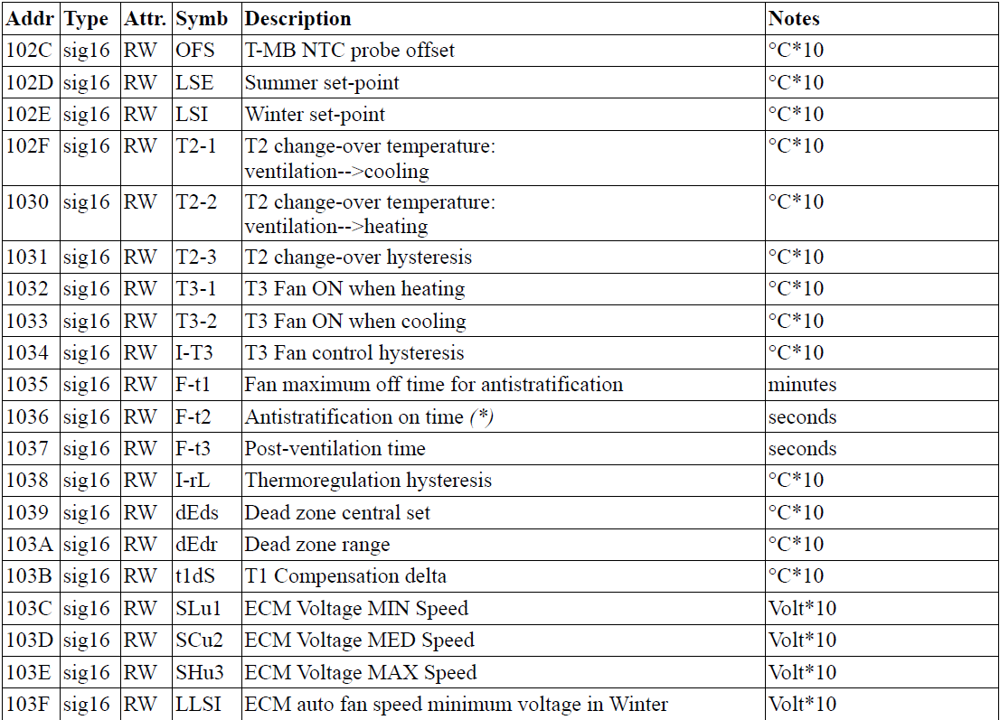 Addr Type Attr. Symb Description Notes
102C sig16 RW OFS T-MB NTC probe offset °C*10
102D sig16 RW LSE Summer set-point °C*10
102E sig16 RW LSI Winter set-point °C*10
102F sig16 RW T2-1 T2 change-over temperature: °C*10
ventilation-->cooling
1030 sig16 RW T2-2 T2 change-over temperature: °C*10
ventilation-->heating
1031 sig16 RW T2-3 T2 change-over hysteresis °C*10
1032 sig16 RW T3-1 T3 Fan ON when heating °C*10
1033 sig16 RW T3-2 T3 Fan ON when cooling °C*10
1034 sig16 RW I-T3 T3 Fan control hysteresis °C*10
1035 sig16 RW F-t1 Fan maximum off time for antistratification minutes
1036 sig16 RW F-t2 Antistratification on time (*) seconds
1037 sig16 RW F-t3 Post-ventilation time seconds
1038 sig16 RW I-rL Thermoregulation hysteresis °C*10
1039 sig16 RW dEds Dead zone central set °C*10
103A sig16 RW dEdr Dead zone range °C*10
103B sig16 RW t1dS T1 Compensation delta °C*10
103C sig16 RW SLu1 ECM Voltage MIN Speed Volt*10
103D sig16 RW SCu2 ECM Voltage MED Speed Volt*10
103E sig16 RW SHu3 ECM Voltage MAX Speed Volt*10
103F sig16 RW LLSI ECM auto fan speed minimum voltage in Winter Volt*10